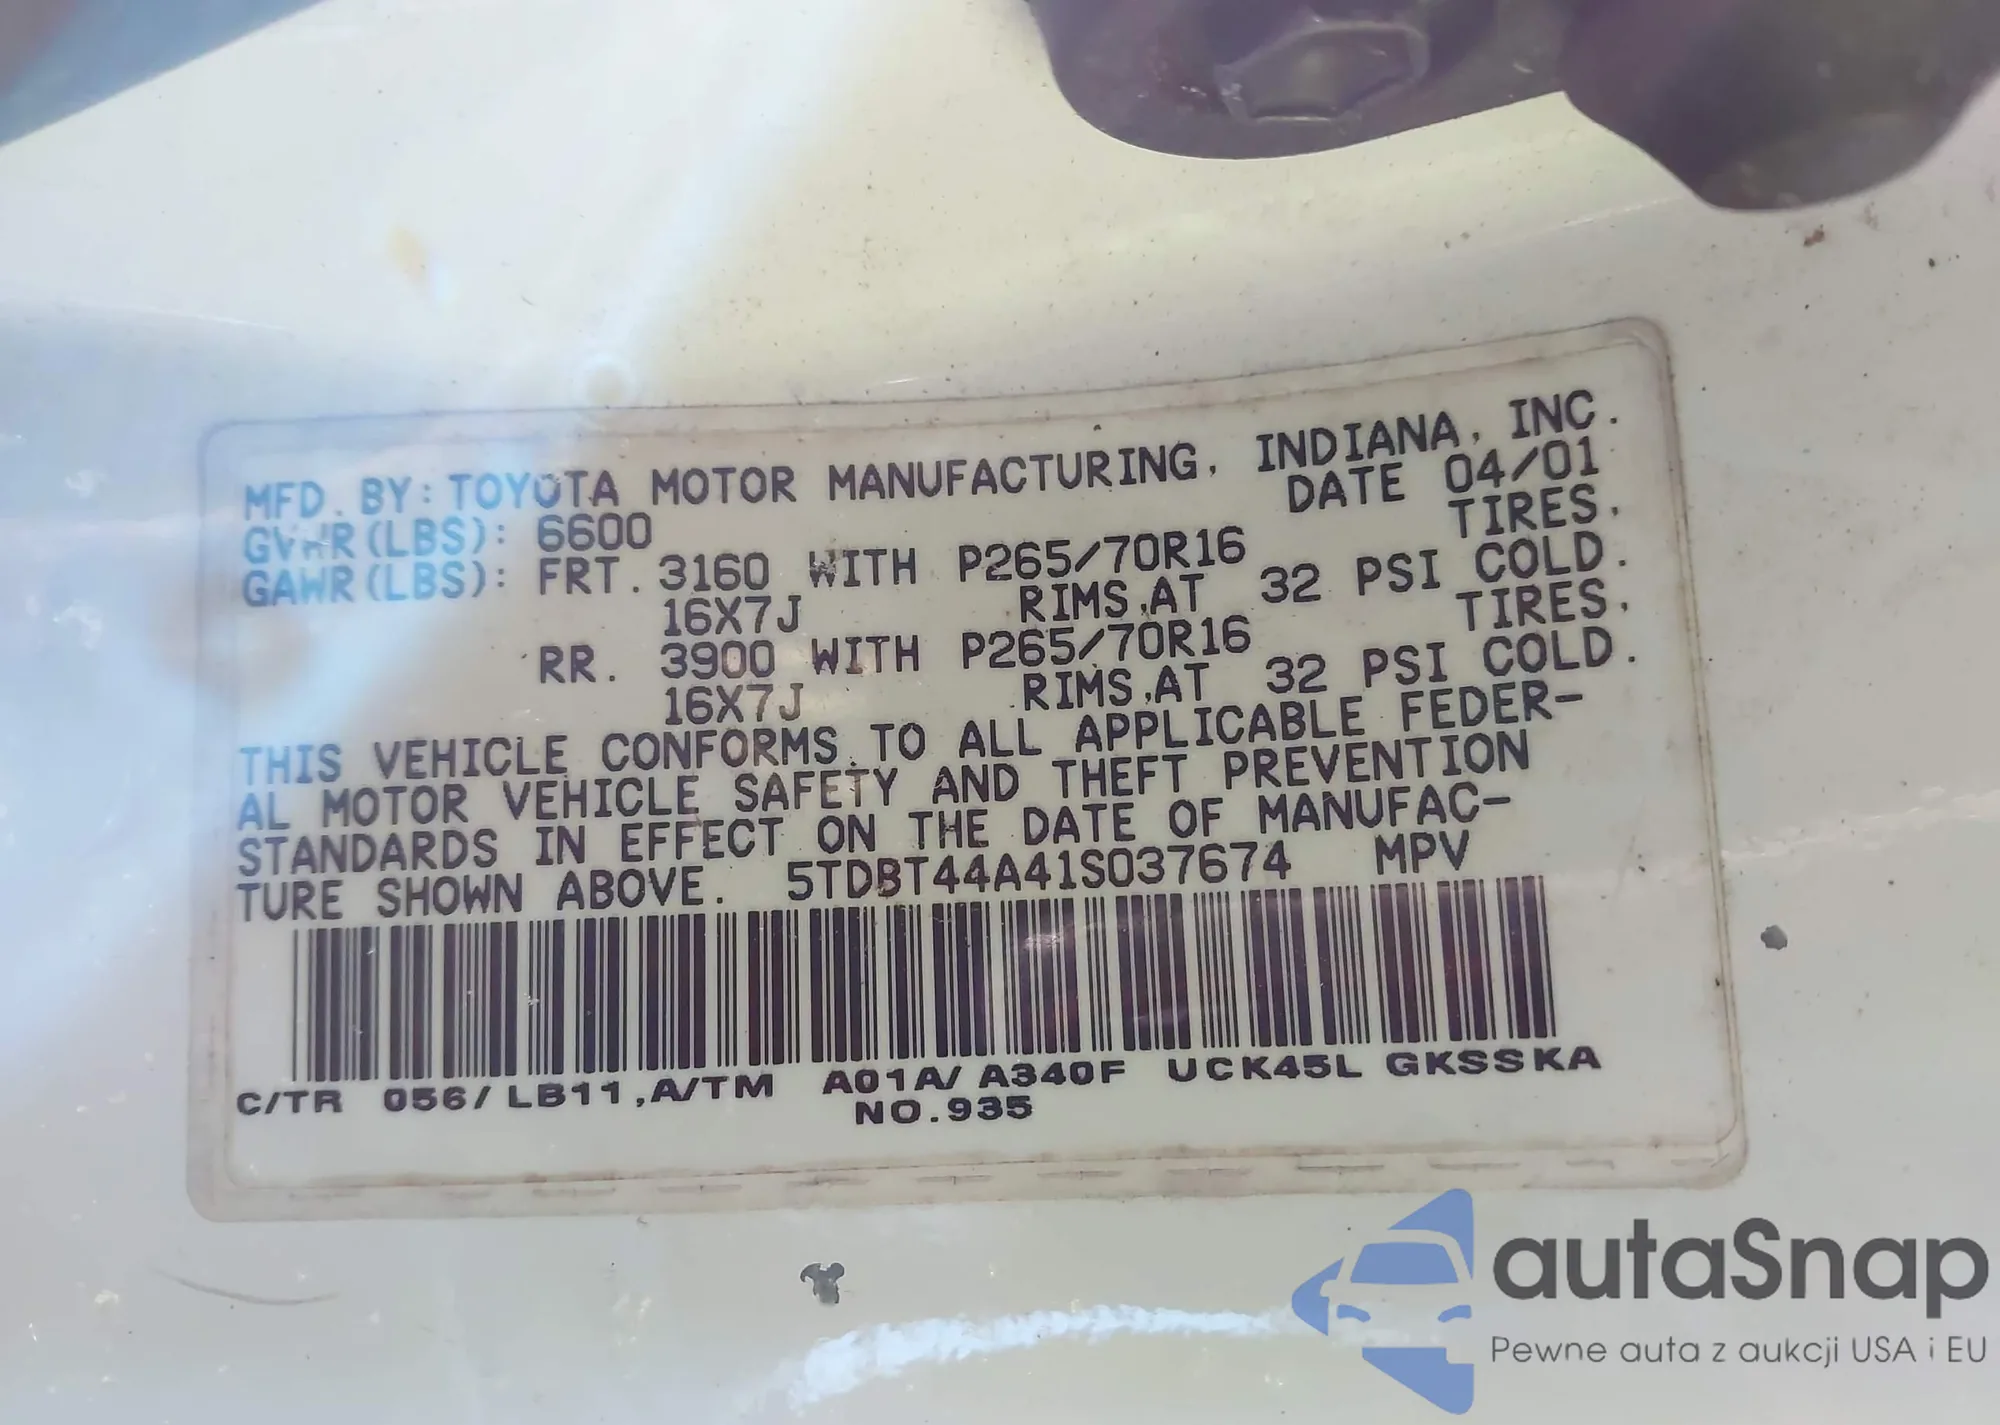 MFD. BY: TOYOTA MOTOR MANUFACTURING, INDIANA, INC.
DATE 04/01
GVWR(LBS): 6600
TIRES,
GAWR(LBS): FRT. 3160 WITH P265/70R16
16X7J RIMS,AT 32 PSI COLD.
TIRES,
RR. 3900 WITH P265/70R16
16X7J RIMS,AT 32 PSI COLD.
THIS VEHICLE CONFORMS TO ALL APPLICABLE FEDER-
AL MOTOR VEHICLE SAFETY AND THEFT PREVENTION
STANDARDS IN EFFECT ON THE DATE OF MANUFAC-
TURE SHOWN ABOVE. 5TDBT44A41S037674 MPV
C/TR 056/LB11,A/TM A01A/A340F UCK45L GKSSKA
NO.935
autaSnap
Pewne auta z aukcji USA i EU